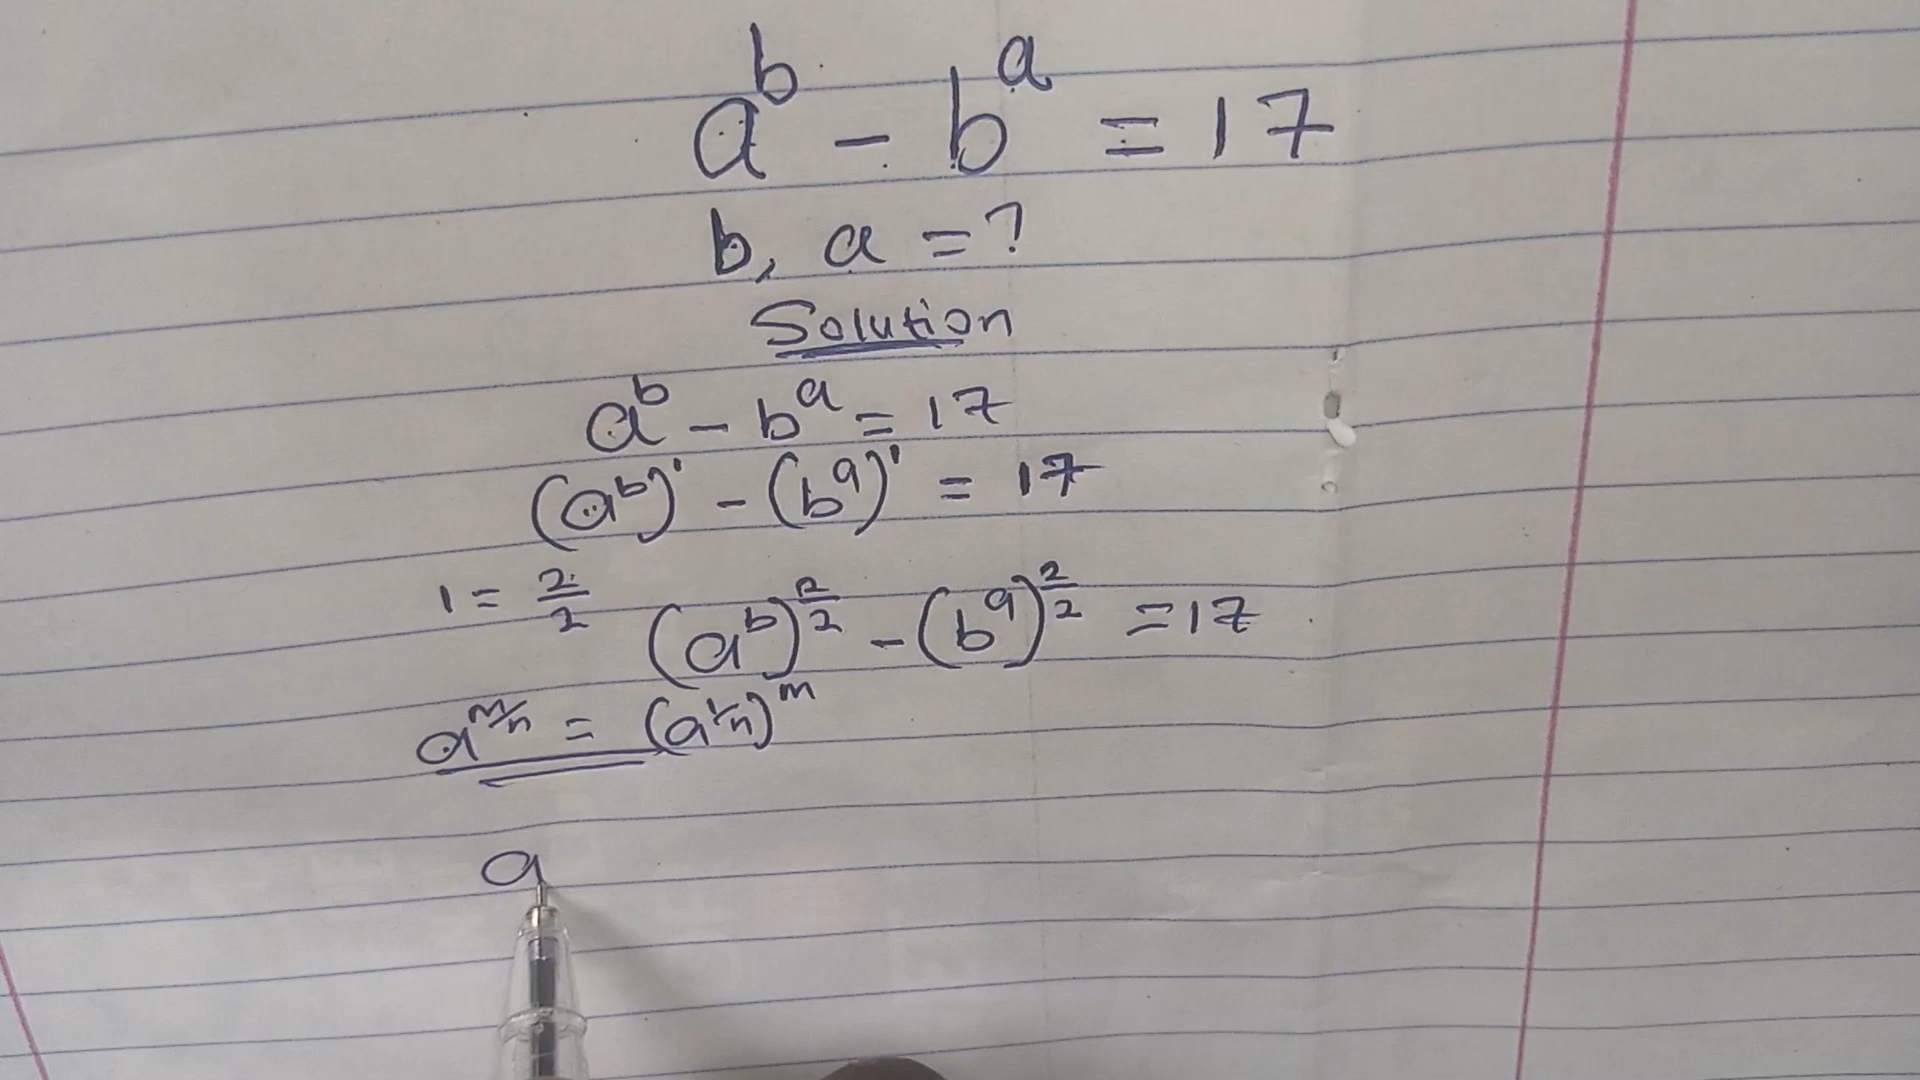 a^b - b^a = 17
b, a = ?
Solution
a^b - b^a = 17
(a^b)^1 - (b^a)^1 = 17
1 = 2/2 (a^b)^(2/2) - (b^a)^(2/2) = 17
a^(m/n) = (a^(1/n))^m
a